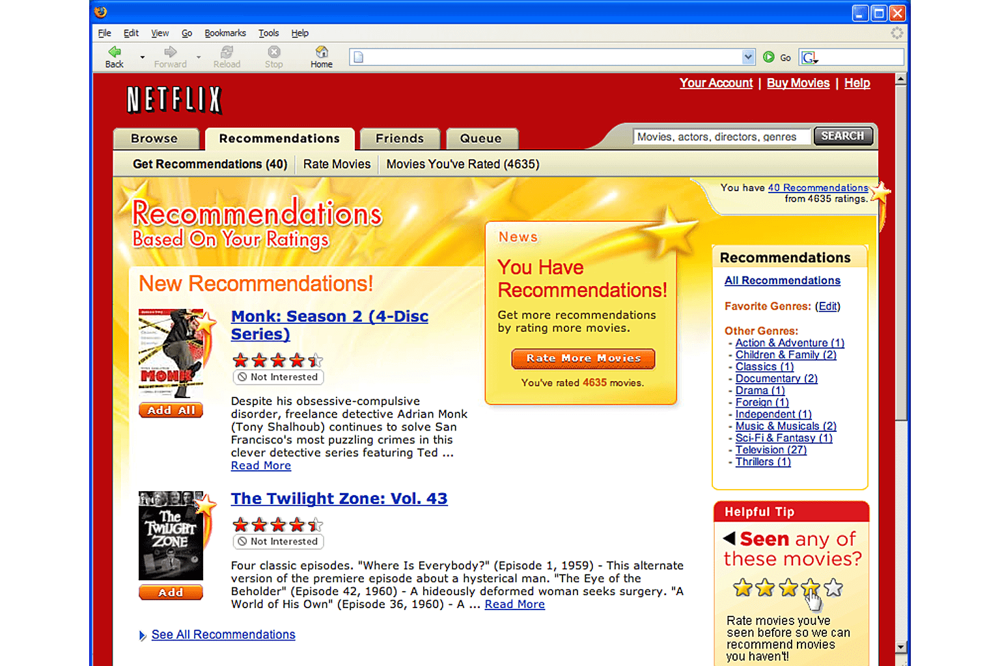 File Edit View Go Bookmarks Tools Help
Back Forward Reload Stop Home Go G
Your Account | Buy Movies | Help
NETFLIX
Browse Recommendations Friends Queue Movies, actors, directors, genres SEARCH
Get Recommendations (40) Rate Movies Movies You've Rated (4635)
You have 40 Recommendations
from 4635 ratings.
Recommendations
Based On Your Ratings
New Recommendations!
MONK
Add All
Monk: Season 2 (4-Disc
Series)
Not Interested
Despite his obsessive-compulsive
disorder, freelance detective Adrian Monk
(Tony Shalhoub) continues to solve San
Francisco's most puzzling crimes in this
clever detective series featuring Ted ...
Read More
The
TWILIGHT
ZONE
Add
The Twilight Zone: Vol. 43
Not Interested
Four classic episodes. "Where Is Everybody?" (Episode 1, 1959) - This alternate
version of the premiere episode about a hysterical man. "The Eye of the
Beholder" (Episode 42, 1960) - A hideously deformed woman seeks surgery. "A
World of His Own" (Episode 36, 1960) - A ... Read More
See All Recommendations
News
You Have
Recommendations!
Get more recommendations
by rating more movies.
Rate More Movies
You've rated 4635 movies.
Recommendations
All Recommendations
Favorite Genres: (Edit)
Other Genres:
- Action & Adventure (1)
- Children & Family (2)
- Classics (1)
- Documentary (2)
- Drama (1)
- Foreign (1)
- Independent (1)
- Music & Musicals (2)
- Sci-Fi & Fantasy (1)
- Television (27)
- Thrillers (1)
Helpful Tip
Seen any of
these movies?
Rate movies you've
seen before so we can
recommend movies
you haven't!